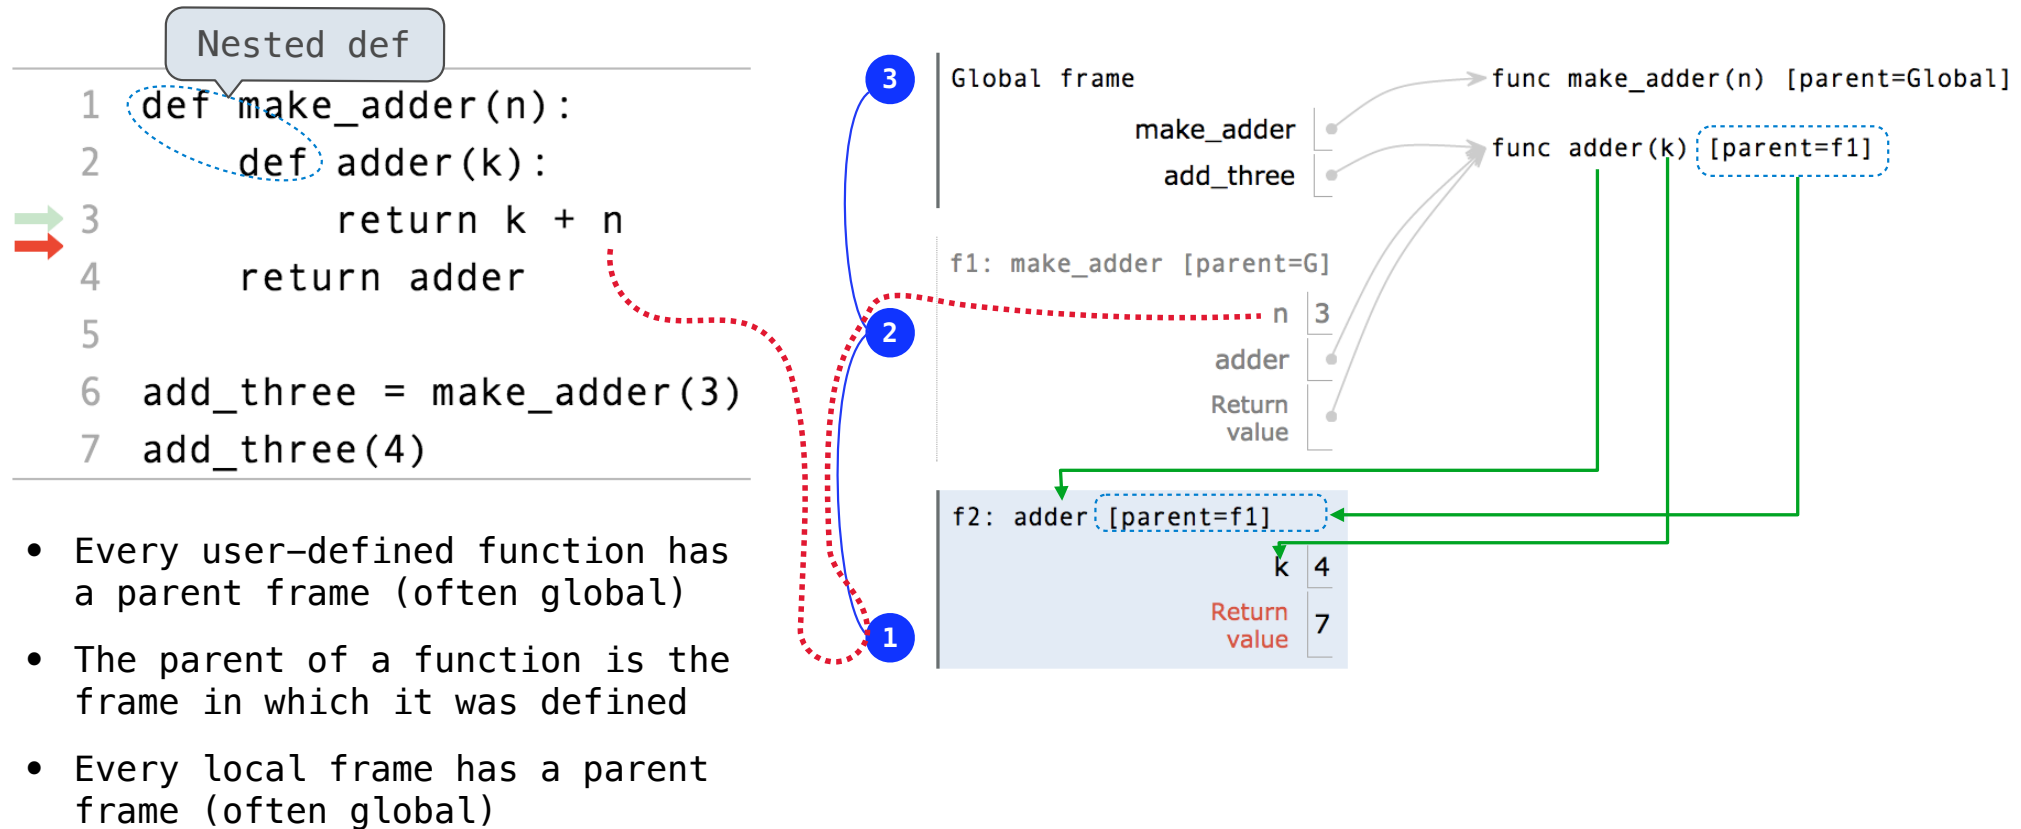 Nested def
1 def make_adder(n):
2 def adder(k):
3 return k + n
4 return adder
5
6 add_three = make_adder(3)
7 add_three(4)
• Every user–defined function has
a parent frame (often global)
• The parent of a function is the
frame in which it was defined
• Every local frame has a parent
frame (often global)
3
2
1
Global frame
make_adder
add_three
func make_adder(n) [parent=Global]
func adder(k) [parent=f1]
f1: make_adder [parent=G]
n 3
adder
Return
value
f2: adder [parent=f1]
k 4
Return
value 7